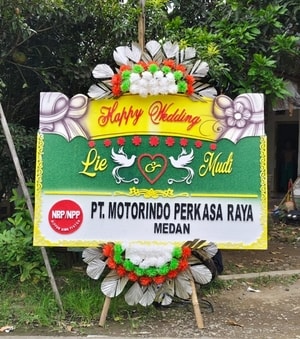 Happy Wedding
Lie & Mudi
NRP/NPP
PT. MOTORINDO PERKASA RAYA
MEDAN